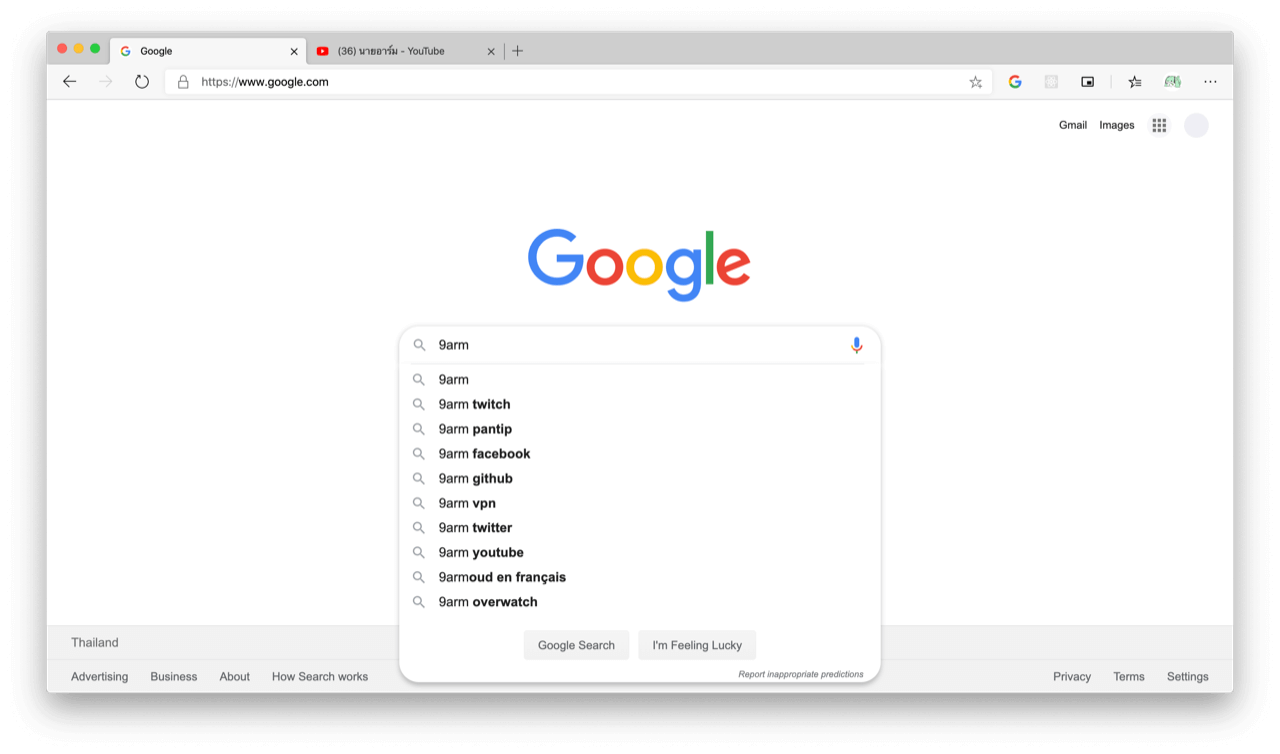 Google
(36) นายอาร์ม - YouTube
https://www.google.com
Gmail Images
Google
9arm
9arm
9arm twitch
9arm pantip
9arm facebook
9arm github
9arm vpn
9arm twitter
9arm youtube
9armoud en français
9arm overwatch
Google Search I'm Feeling Lucky
Report inappropriate predictions
Thailand
Advertising Business About How Search works Privacy Terms Settings